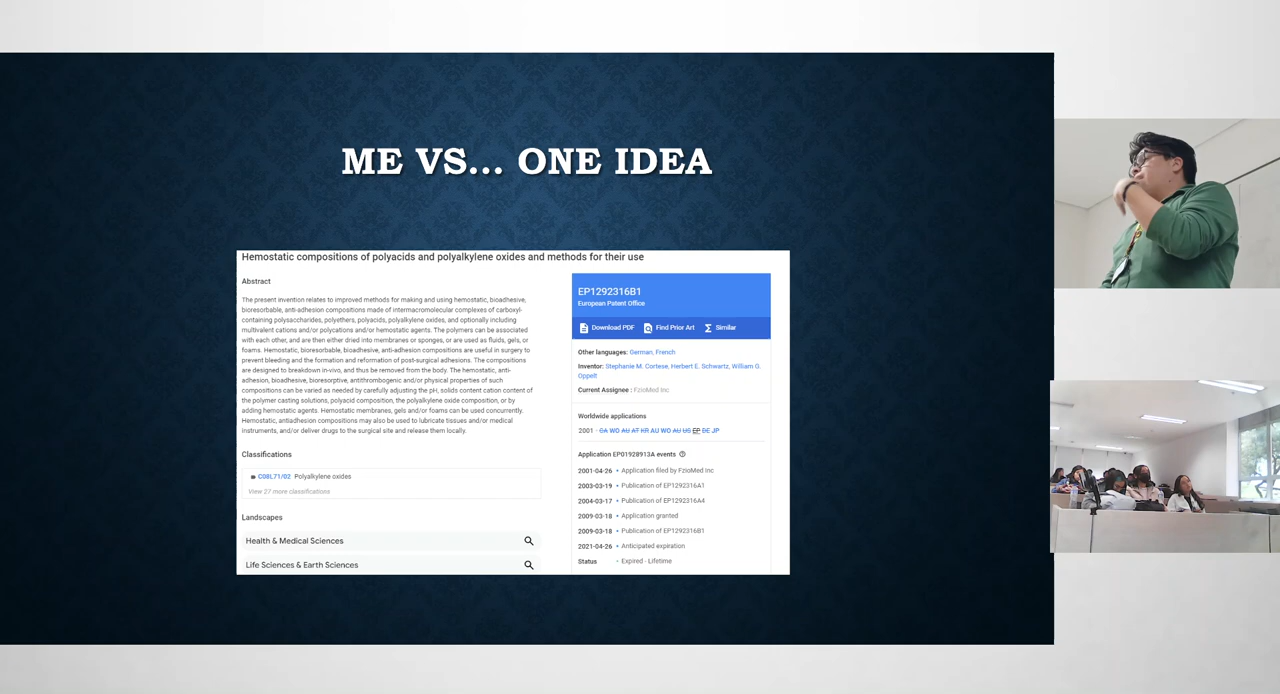 ME VS... ONE IDEA
Hemostatic compositions of polyacids and polyalkylene oxides and methods for their use
Abstract
The present invention relates to improved methods for making and using hemostatic, bioadhesive,
bioresorbable, anti-adhesion compositions made of intermacromolecular complexes of carboxyl-
containing polysaccharides, polyethers, polyacids, polyalkylene oxides, and optionally including
multivalent cations and/or polycations and/or hemostatic agents. The polymers can be associated
with each other, and are then either dried into membranes or sponges, or are used as fluids, gels, or
foams. Hemostatic, bioresorbable, bioadhesive, anti-adhesion compositions are useful in surgery to
prevent bleeding and the formation and reformation of post-surgical adhesions. The compositions
are designed to breakdown in-vivo, and thus be removed from the body. The hemostatic, anti-
adhesion, bioadhesive, bioresorptive, antithrombogenic and/or physical properties of such
compositions can be varied as needed by carefully adjusting the pH, solids content cation content of
the polymer casting solutions, polyacid composition, the polyalkylene oxide composition, or by
adding hemostatic agents. Hemostatic membranes, gels and/or foams can be used concurrently.
Hemostatic, antiadhesion compositions may also be used to lubricate tissues and/or medical
instruments, and/or deliver drugs to the surgical site and release them locally.
Classifications
C08L71/02 Polyalkylene oxides
View 27 more classifications
Landscapes
Health & Medical Sciences
Life Sciences & Earth Sciences
EP1292316B1
European Patent Office
Download PDF Find Prior Art Similar
Other languages: German, French
Inventor: Stephanie M. Cortese, Herbert E. Schwartz, William G.
Oppelt
Current Assignee: FzioMed Inc
Worldwide applications
2001 · CA WO AU AT KR AU WO AU US EP DE JP
Application EP01928913A events
2001-04-26 • Application filed by FzioMed Inc
2003-03-19 • Publication of EP1292316A1
2004-03-17 • Publication of EP1292316A4
2009-03-18 • Application granted
2009-03-18 • Publication of EP1292316B1
2021-04-26 • Anticipated expiration
Status • Expired - Lifetime